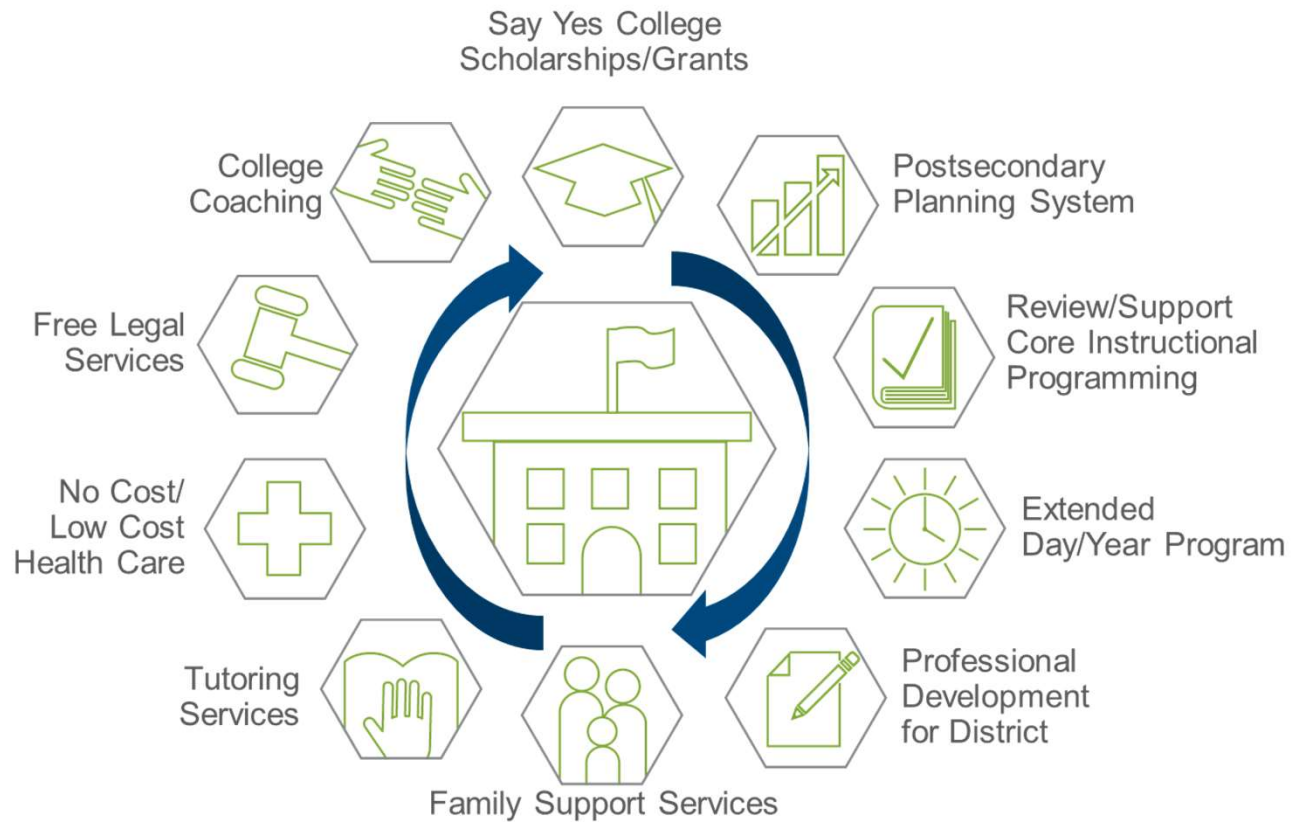 Say Yes College
Scholarships/Grants
Postsecondary
Planning System
Review/Support
Core Instructional
Programming
Extended
Day/Year Program
Professional
Development
for District
Family Support Services
Tutoring
Services
No Cost/
Low Cost
Health Care
Free Legal
Services
College
Coaching